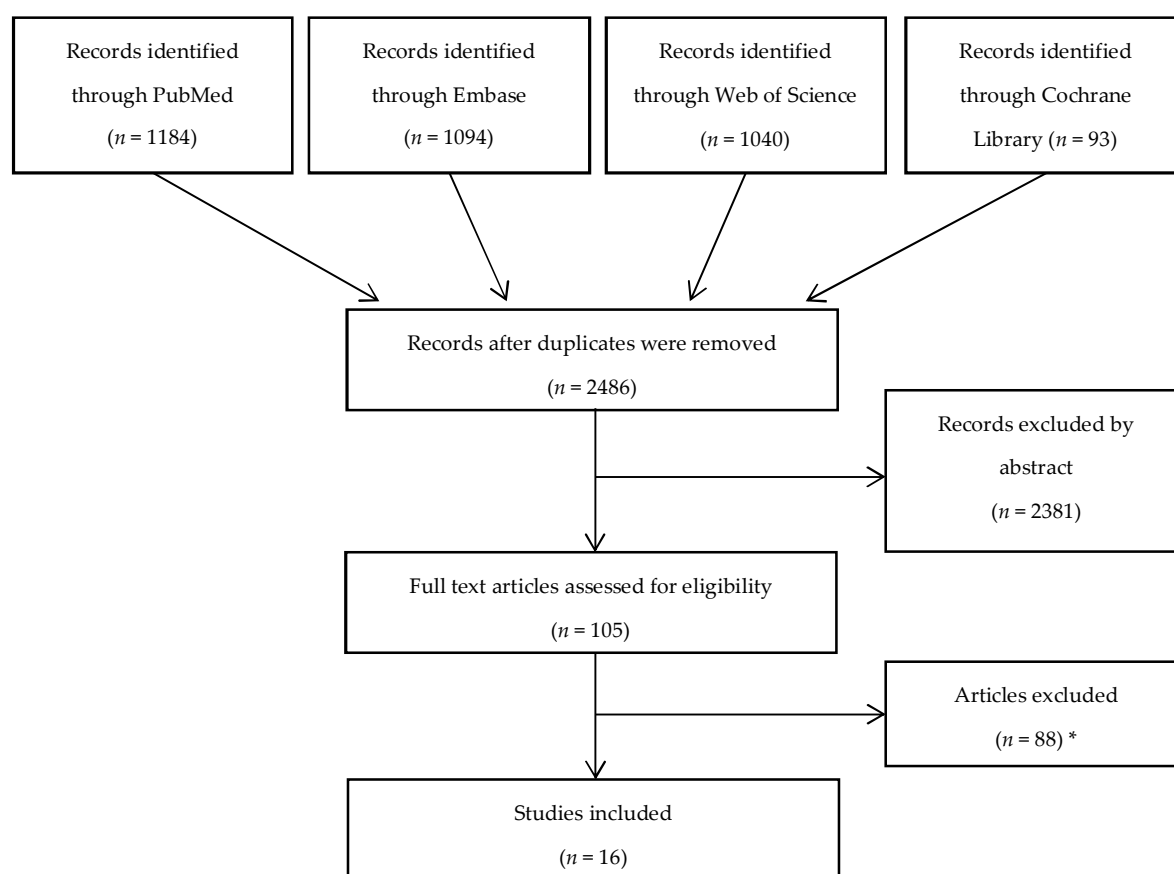 Records identified
through PubMed
(n = 1184)
Records identified
through Embase
(n = 1094)
Records identified
through Web of Science
(n = 1040)
Records identified
through Cochrane
Library (n = 93)
Records after duplicates were removed
(n = 2486)
Records excluded by
abstract
(n = 2381)
Full text articles assessed for eligibility
(n = 105)
Articles excluded
(n = 88) *
Studies included
(n = 16)